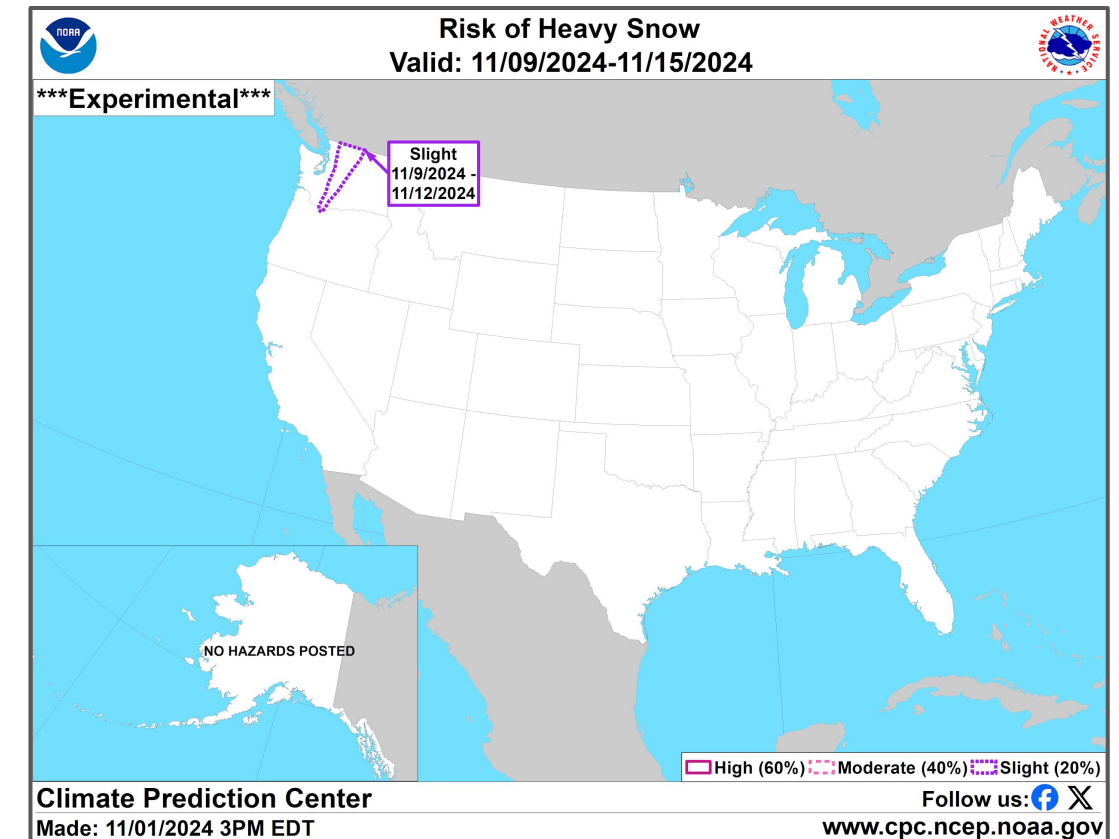 NOAA
Risk of Heavy Snow
Valid: 11/09/2024-11/15/2024
NATIONAL WEATHER SERVICE
***Experimental***
Slight
11/9/2024 -
11/12/2024
NO HAZARDS POSTED
High (60%) Moderate (40%) Slight (20%)
Climate Prediction Center
Follow us:
Made: 11/01/2024 3PM EDT
www.cpc.ncep.noaa.gov